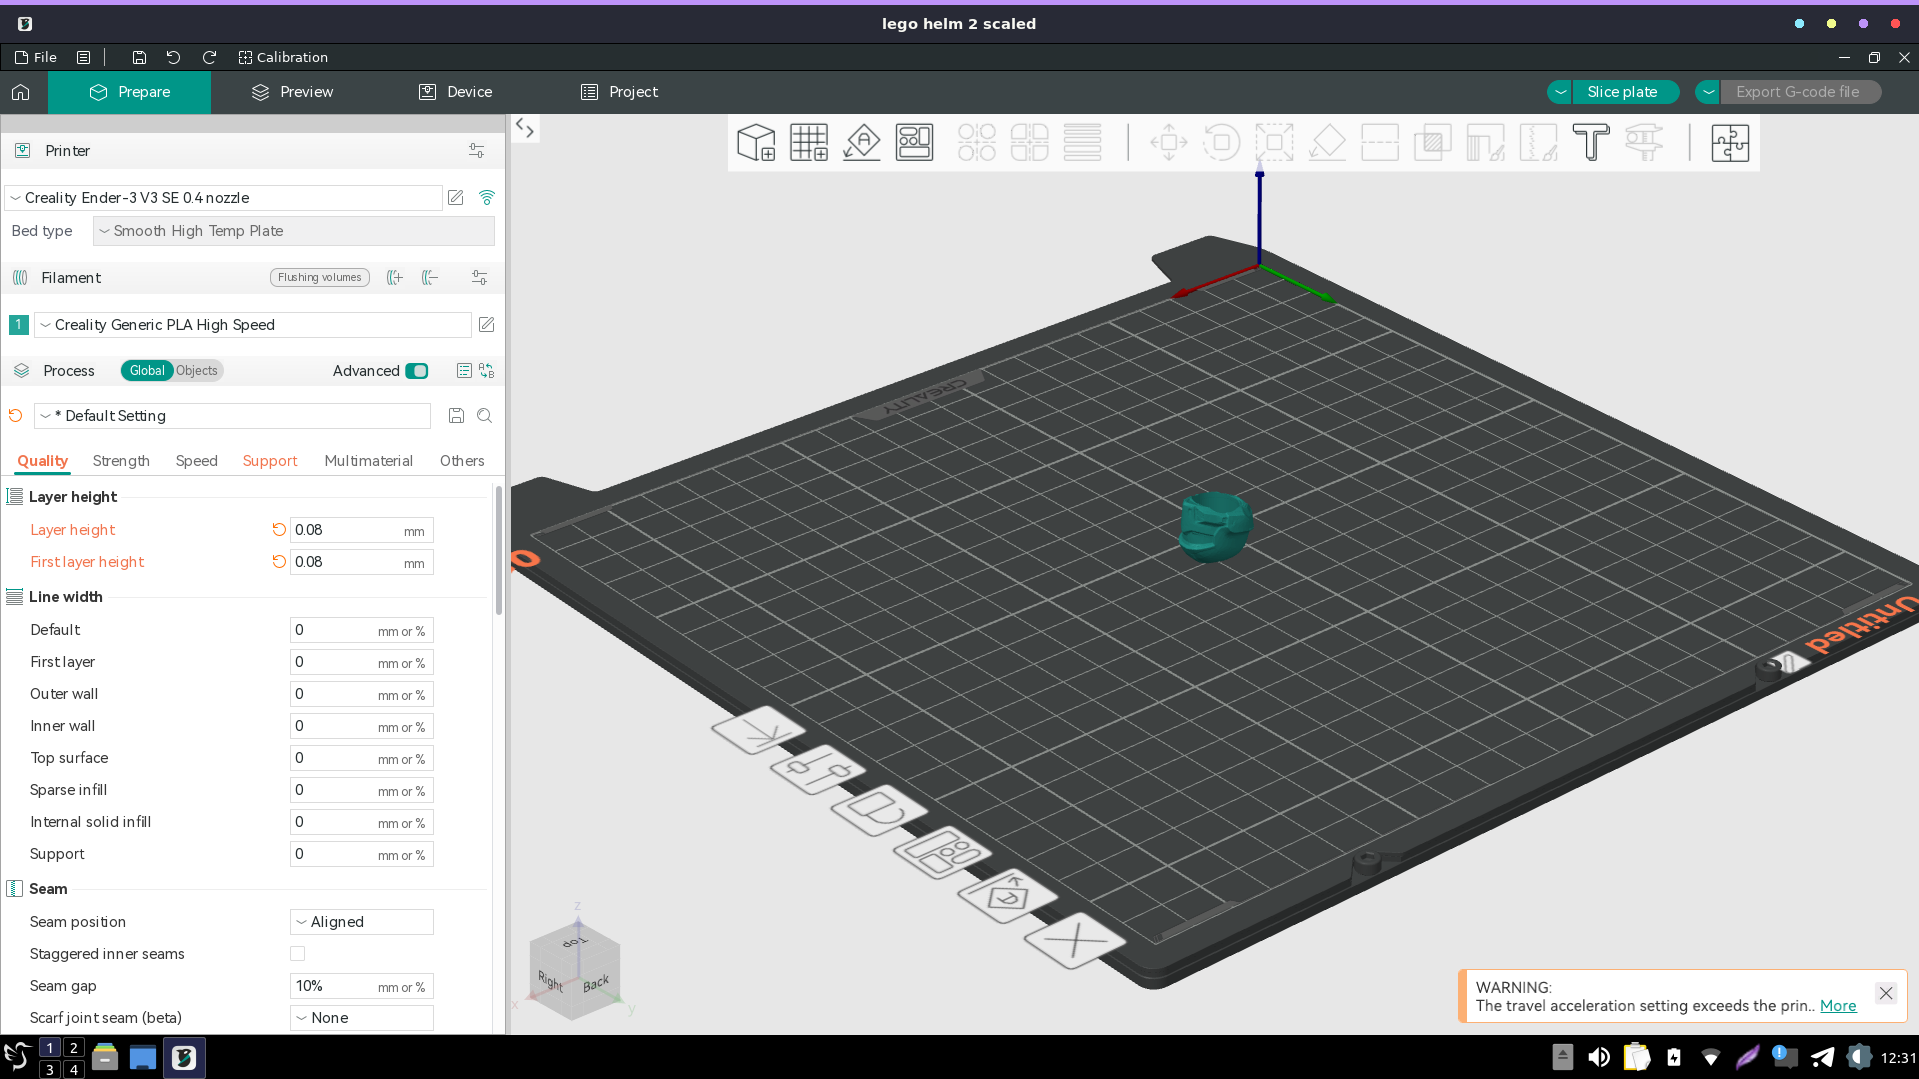 lego helm 2 scaled
File
Calibration
Prepare
Preview
Device
Project
Slice plate
Export G-code file
Printer
Creality Ender-3 V3 SE 0.4 nozzle
Bed type
Smooth High Temp Plate
Filament
Flushing volumes
1
Creality Generic PLA High Speed
Process
Global
Objects
Advanced
* Default Setting
Quality
Strength
Speed
Support
Multimaterial
Others
Layer height
Layer height 0.08 mm
First layer height 0.08 mm
Line width
Default 0 mm or %
First layer 0 mm or %
Outer wall 0 mm or %
Inner wall 0 mm or %
Top surface 0 mm or %
Sparse infill 0 mm or %
Internal solid infill 0 mm or %
Support 0 mm or %
Seam
Seam position Aligned
Staggered inner seams
Seam gap 10% mm or %
Scarf joint seam (beta) None
CREALITY
Untitled
z
Top
Right
Back
x
y
WARNING:
The travel acceleration setting exceeds the prin.. More
1 2
3 4
12:31